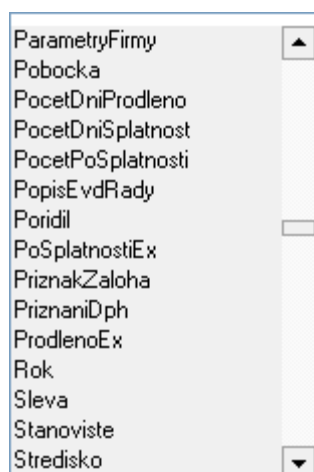 ParametryFirmy
Pobocka
PocetDniProdleno
PocetDniSplatnost
PocetPoSplatnosti
PopisEvdRady
Poridil
PoSplatnostiEx
PriznakZaloha
PriznaniDph
ProdlenoEx
Rok
Sleva
Stanoviste
Stredisko